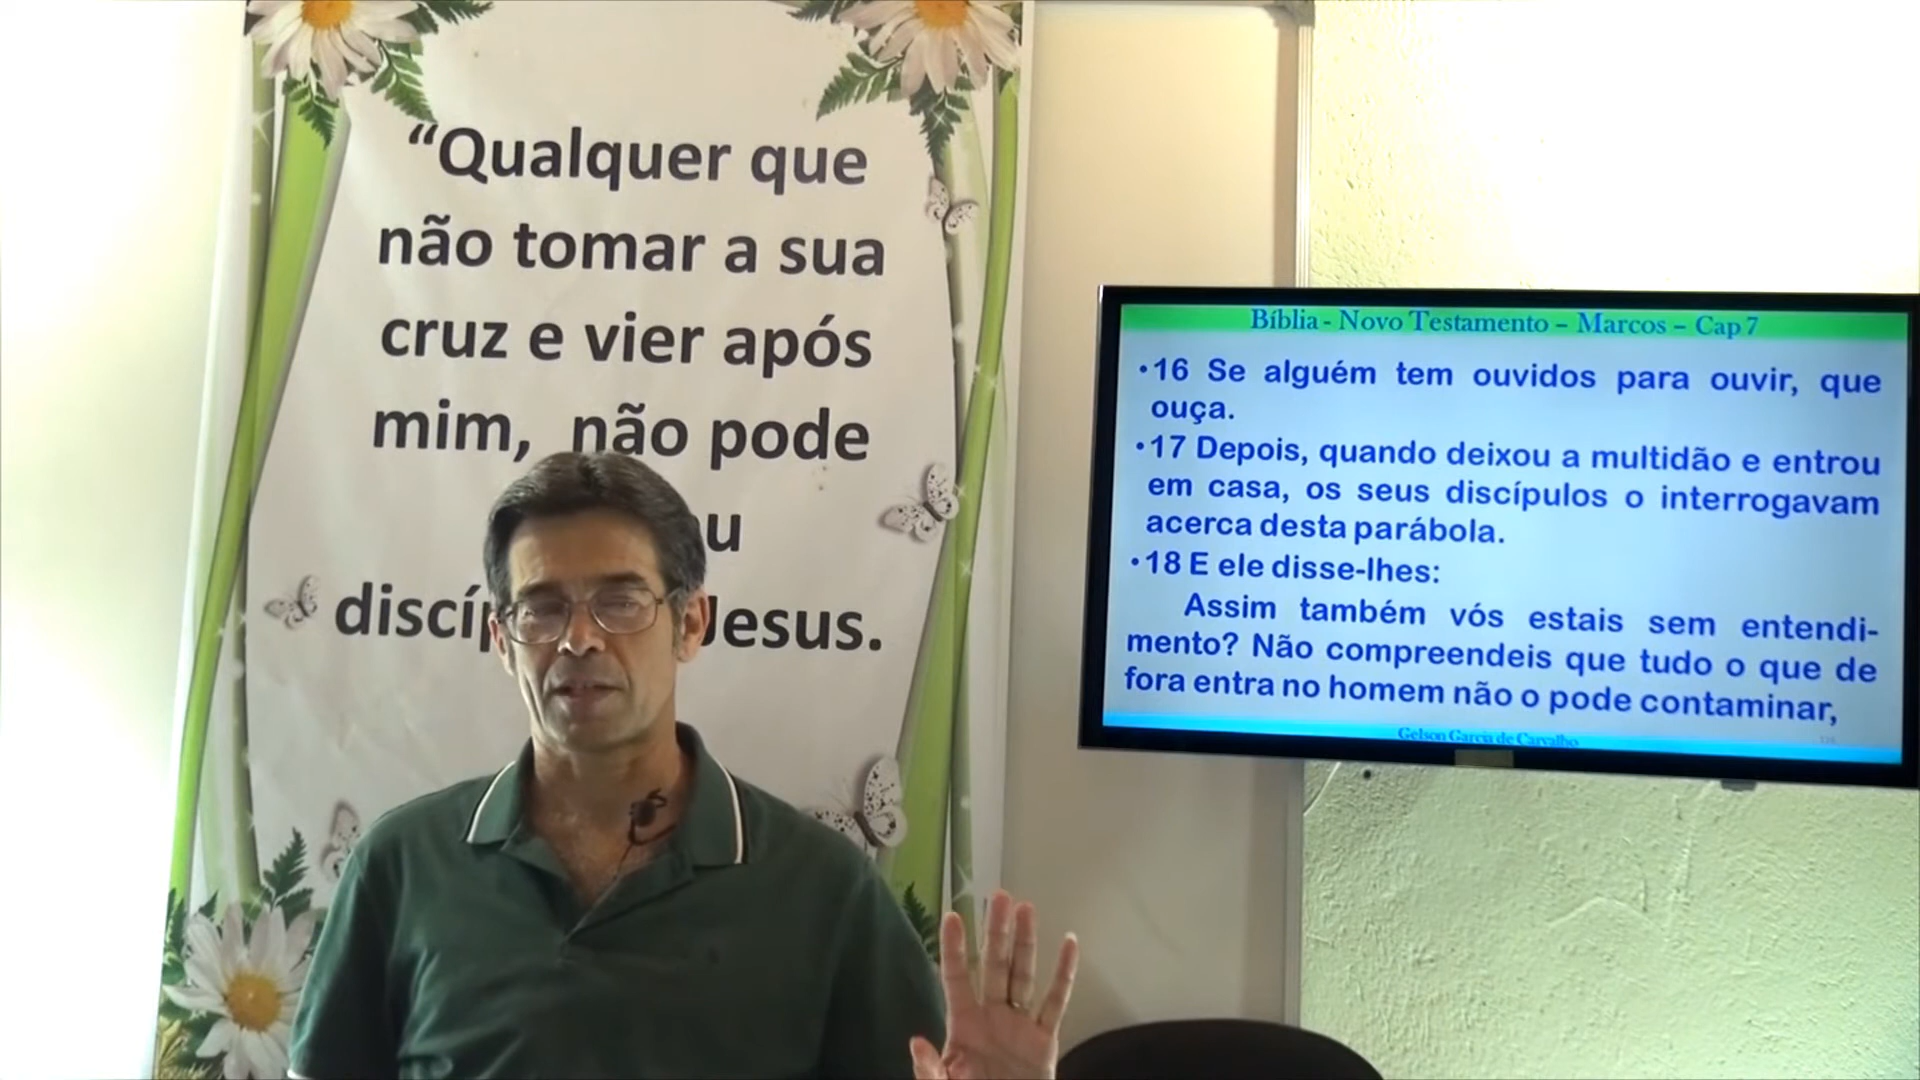 “Qualquer que
não tomar a sua
cruz e vier após
mim, não pode
discíp Jesus.
Bíblia - Novo Testamento – Marcos – Cap 7
•16 Se alguém tem ouvidos para ouvir, que
ouça.
•17 Depois, quando deixou a multidão e entrou
em casa, os seus discípulos o interrogavam
acerca desta parábola.
•18 E ele disse-lhes:
Assim também vós estais sem entendi-
mento? Não compreendeis que tudo o que de
fora entra no homem não o pode contaminar,
Gelson Garcia de Carvalho